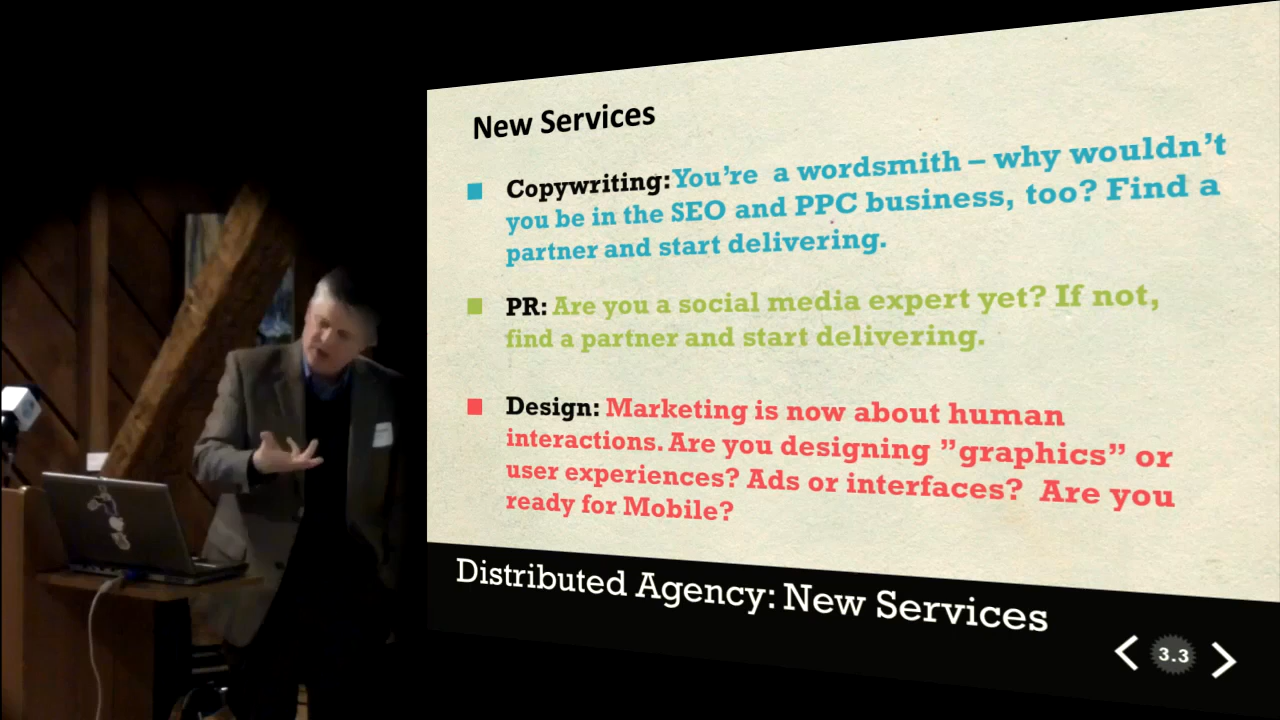 New Services
Copywriting: You're a wordsmith – why wouldn't
you be in the SEO and PPC business, too? Find a
partner and start delivering.
PR: Are you a social media expert yet? If not,
find a partner and start delivering.
Design: Marketing is now about human
interactions. Are you designing ”graphics” or
user experiences? Ads or interfaces? Are you
ready for Mobile?
Distributed Agency: New Services
< 3.3 >